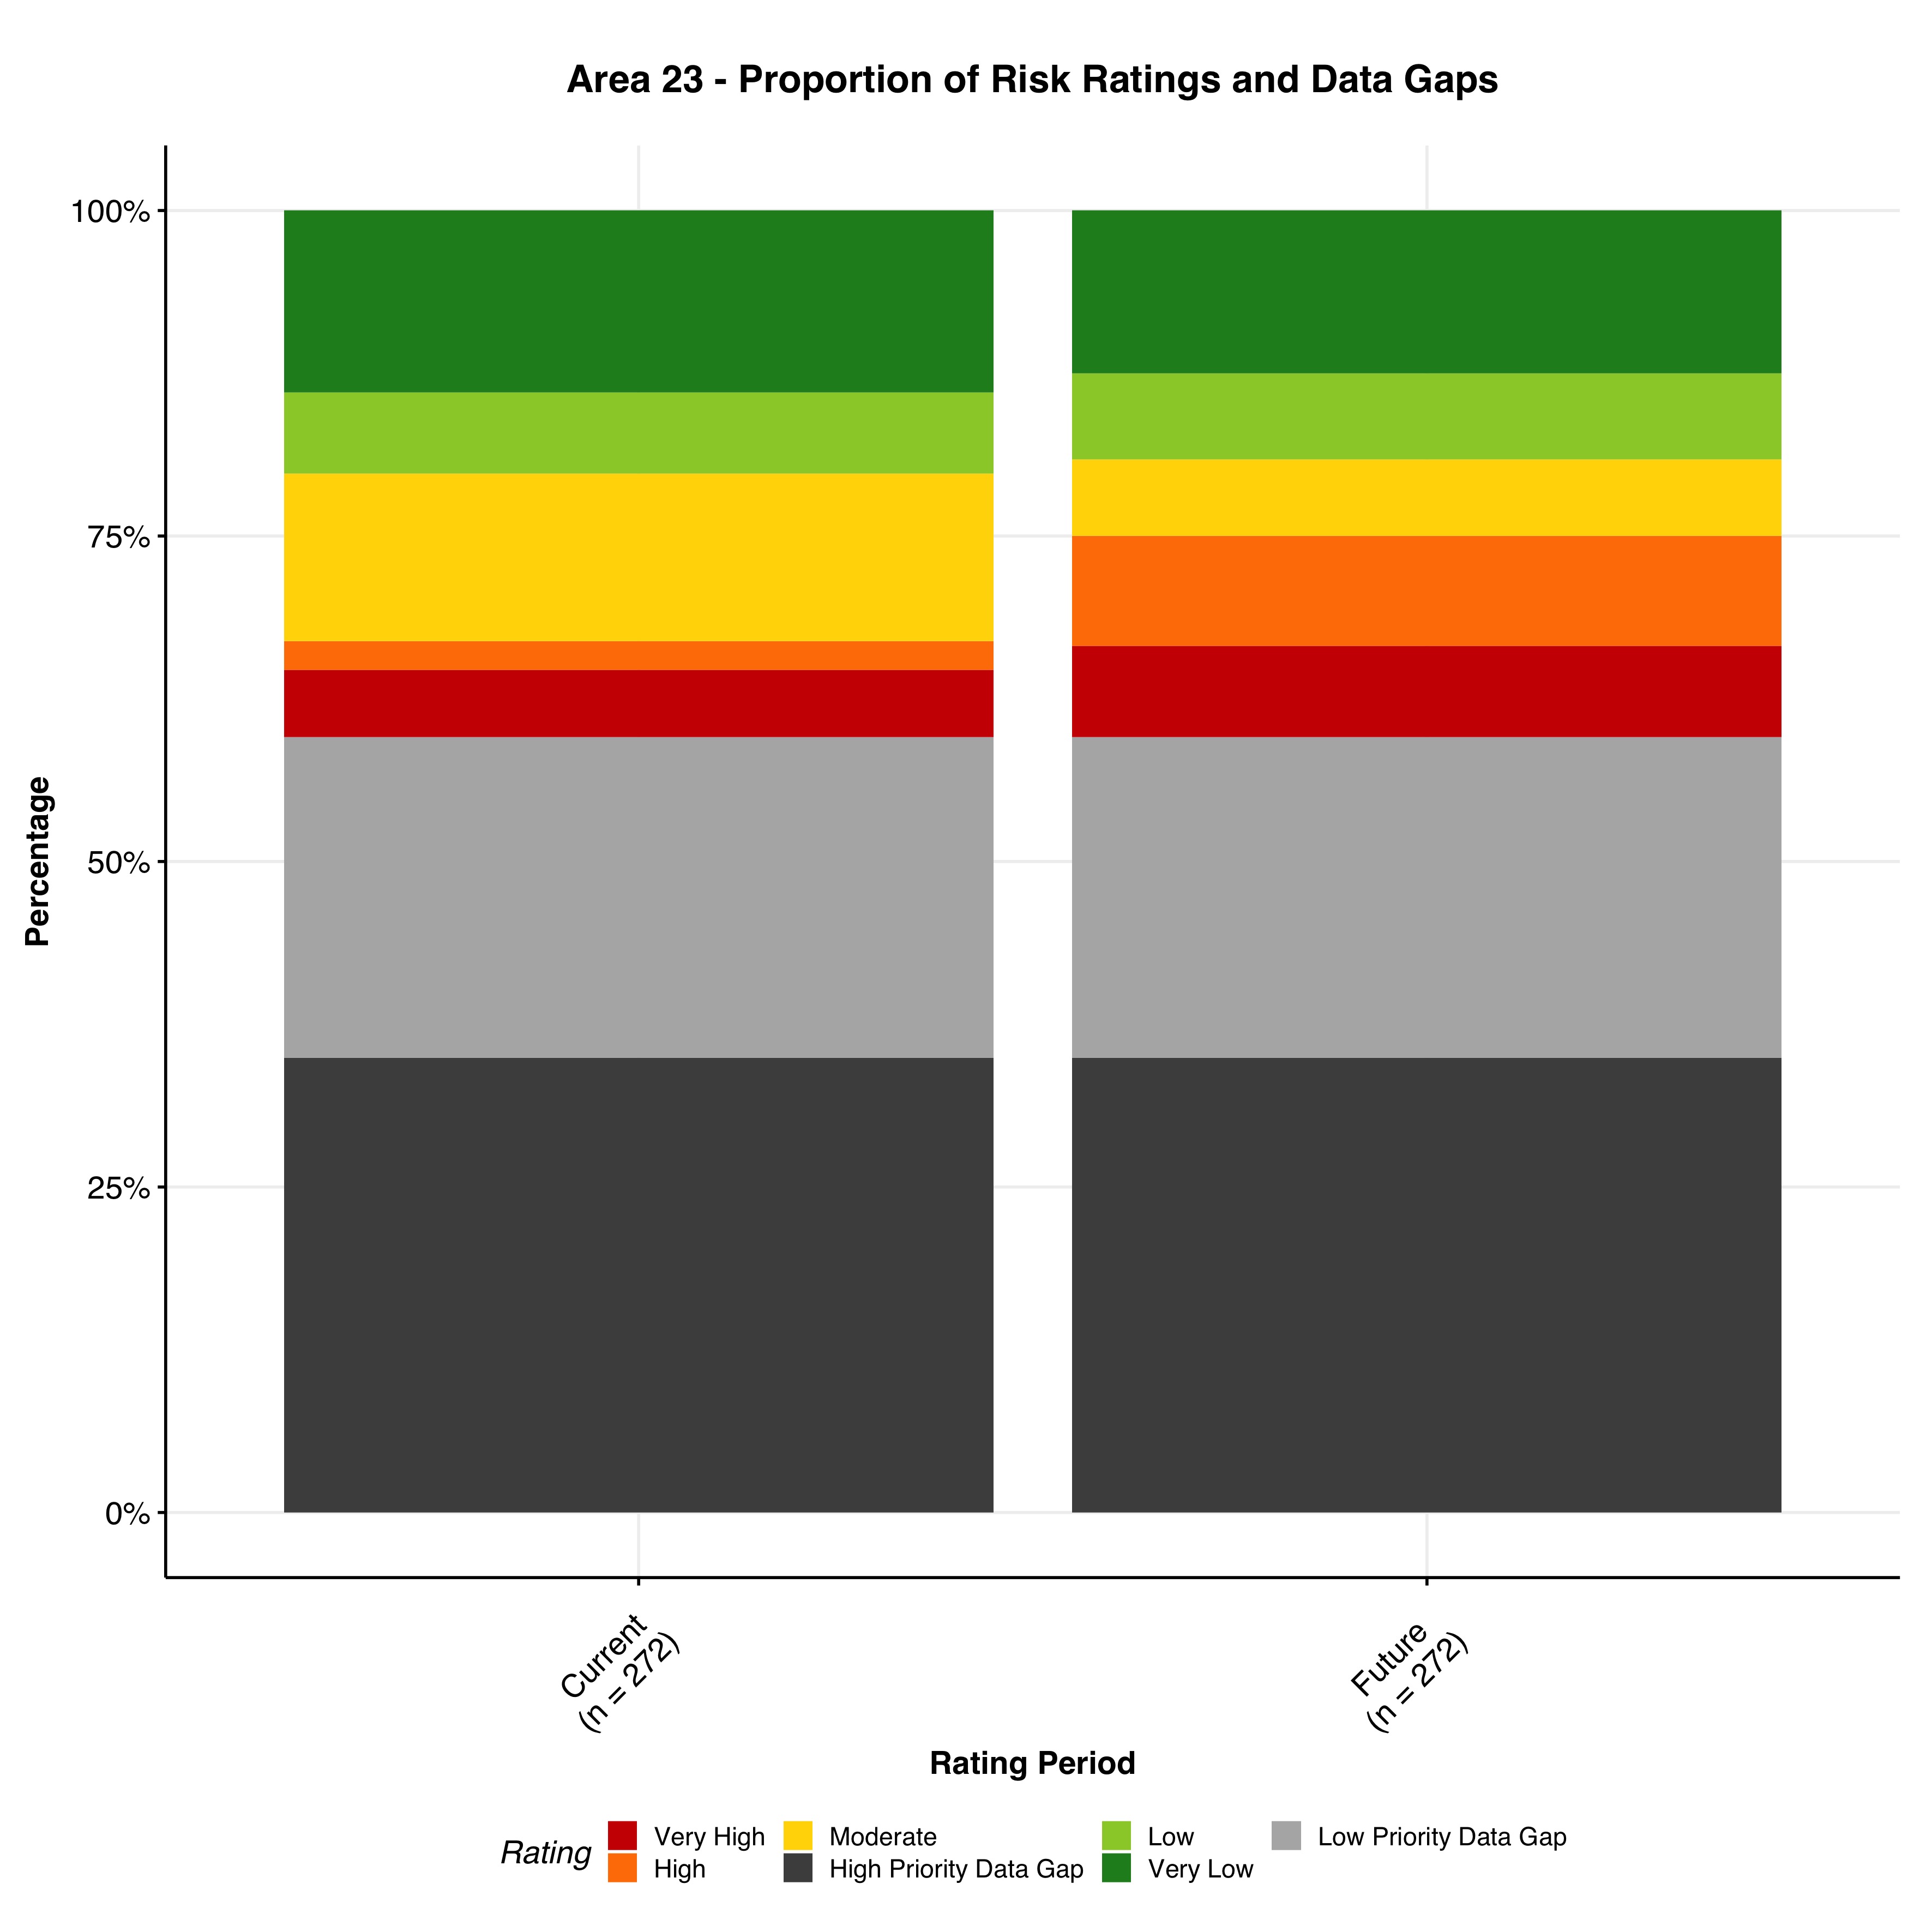 Area 23 - Proportion of Risk Ratings and Data Gaps
100%
75%
50%
25%
0%
Percentage
Current
(n = 272)
Future
(n = 272)
Rating Period
Rating
Very High
High
Moderate
High Priority Data Gap
Low
Very Low
Low Priority Data Gap